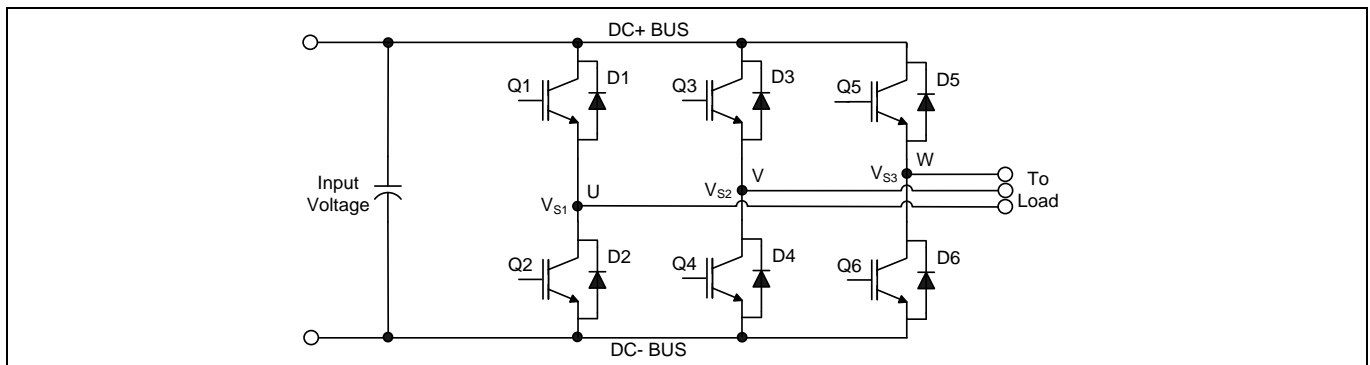 DC+ BUS
Q1
D1
Q3
D3
Q5
D5
Input
Voltage
U
VS1
V
VS2
W
VS3
To
Load
Q2
D2
Q4
D4
Q6
D6
DC- BUS